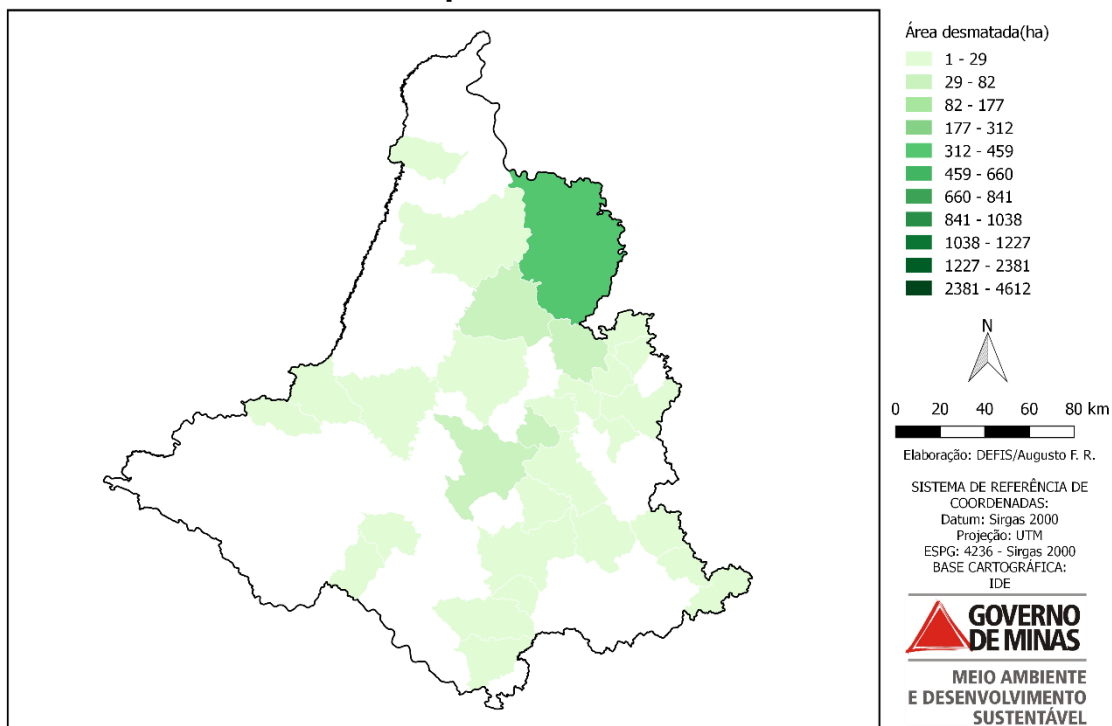 Área desmatada(ha)
1 - 29
29 - 82
82 - 177
177 - 312
312 - 459
459 - 660
660 - 841
841 - 1038
1038 - 1227
1227 - 2381
2381 - 4612
N
0 20 40 60 80 km
Elaboração: DEFIS/Augusto F. R.
SISTEMA DE REFERÊNCIA DE
COORDENADAS:
Datum: Sirgas 2000
Projeção: UTM
ESPG: 4236 - Sirgas 2000
BASE CARTOGRÁFICA:
IDE
GOVERNO
DE MINAS
MEIO AMBIENTE
E DESENVOLVIMENTO
SUSTENTÁVEL